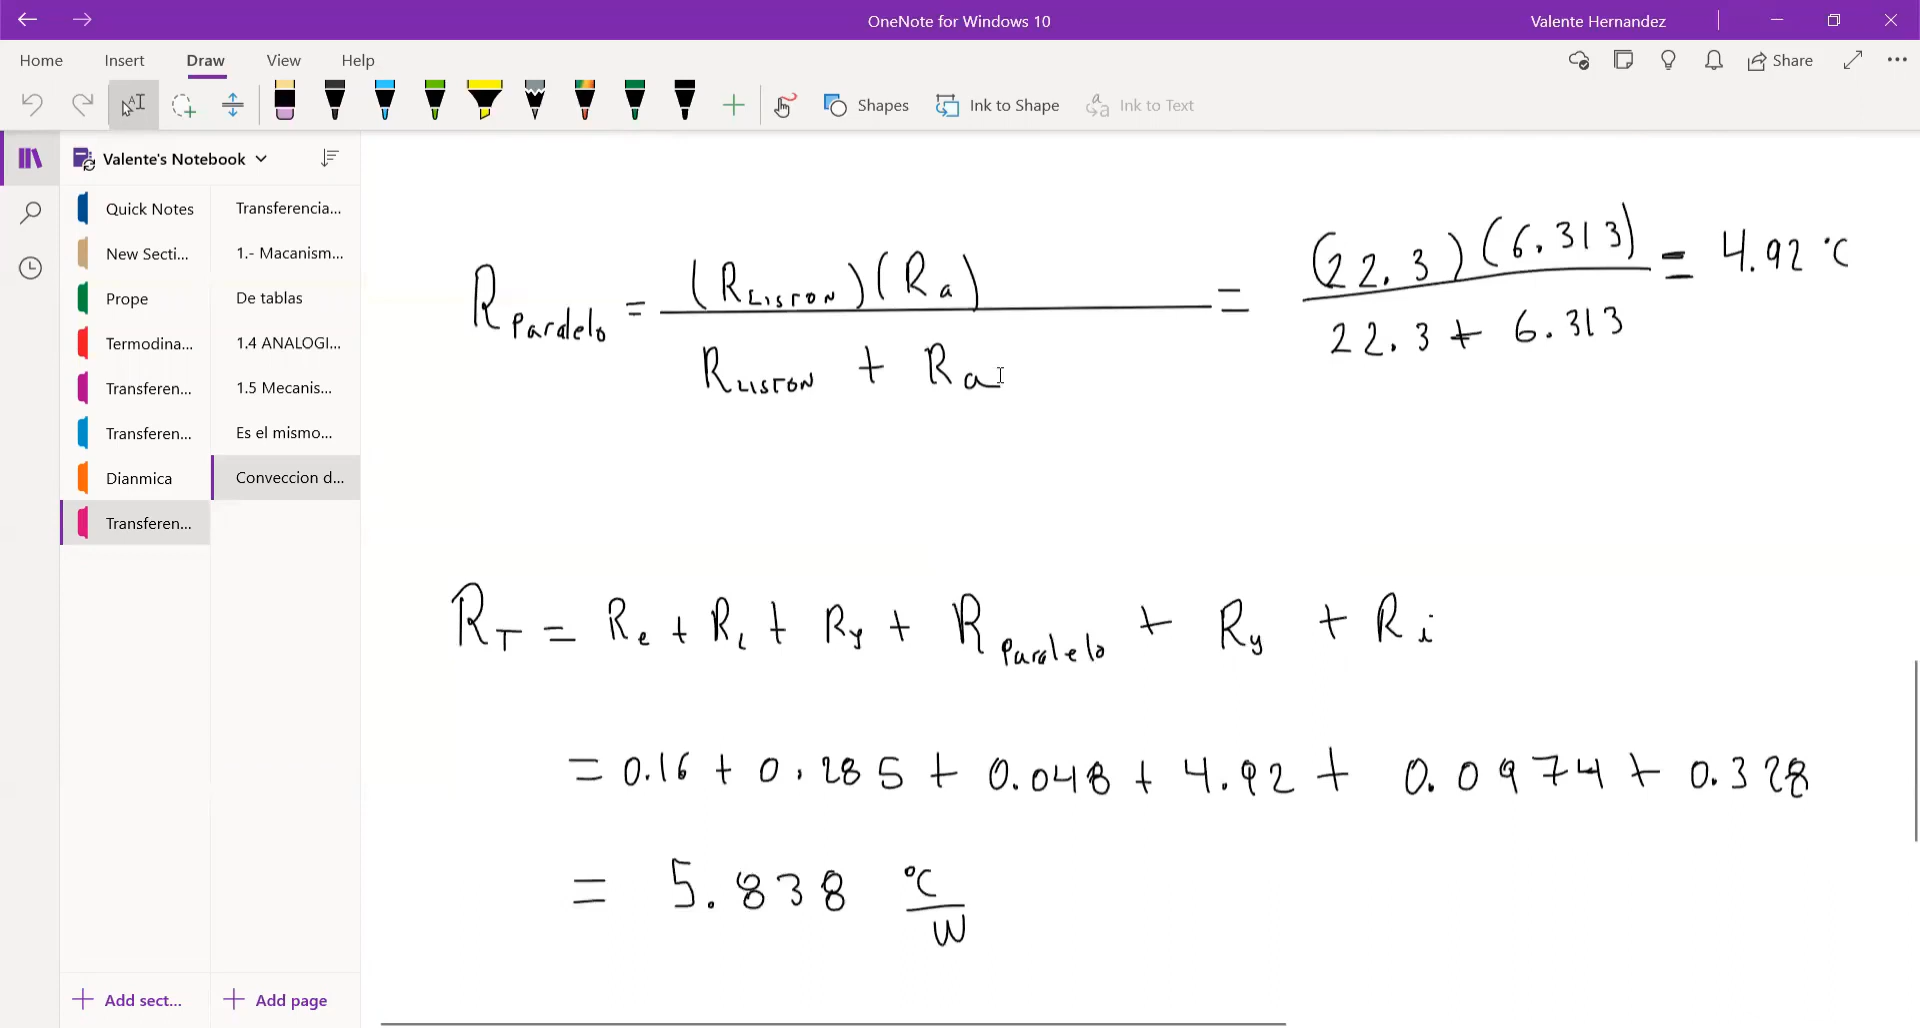 OneNote for Windows 10
Valente Hernandez
Home Insert Draw View Help
Share
Shapes Ink to Shape Ink to Text
Valente's Notebook
Quick Notes
New Secti...
Prope
Termodina...
Transferen...
Transferen...
Dianmica
Transferen...
Transferencia...
1.- Macanism...
De tablas
1.4 ANALOGI...
1.5 Mecanis...
Es el mismo...
Conveccion d...
R Paralelo = (R LISTON)(R a) / R LISTON + R a = (22.3)(6.313) / 22.3 + 6.313 = 4.92 °C
R T = R e + R L + R y + R Paralelo + R y + R i
= 0.16 + 0.285 + 0.048 + 4.92 + 0.0974 + 0.328
= 5.838 °C / W
Add sect...
Add page